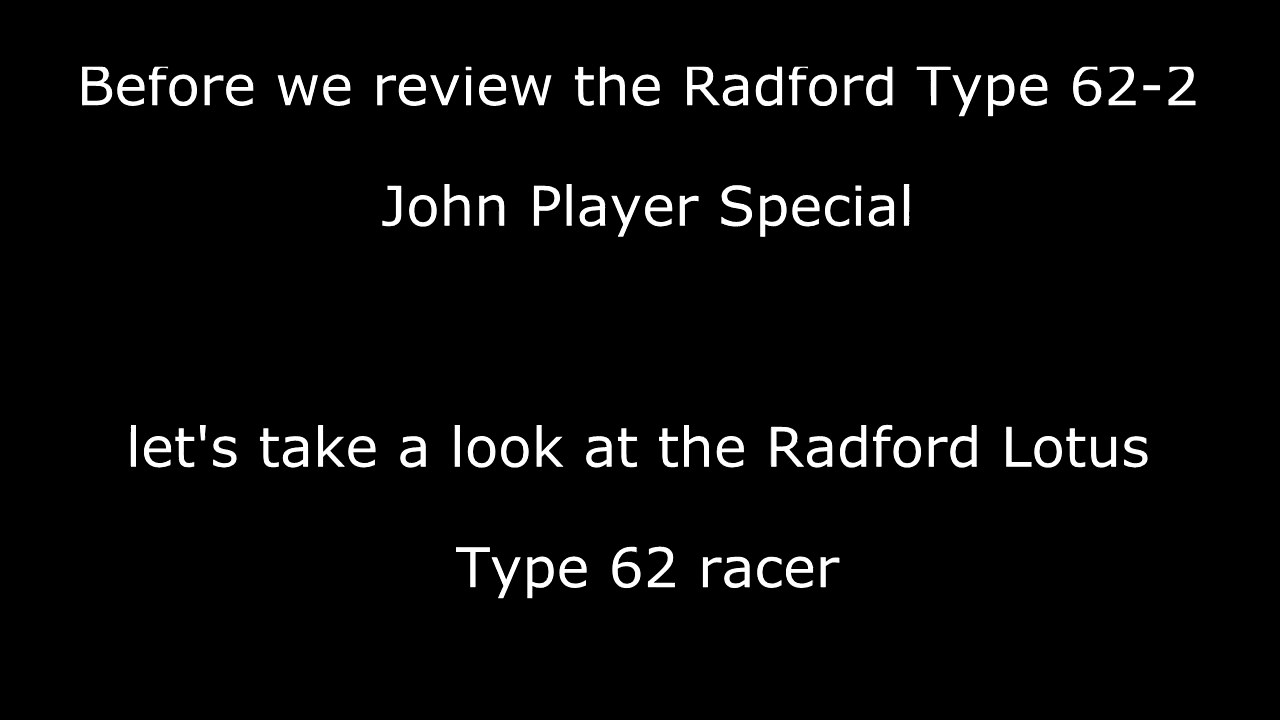 Before we review the Radford Type 62-2
John Player Special
let's take a look at the Radford Lotus
Type 62 racer